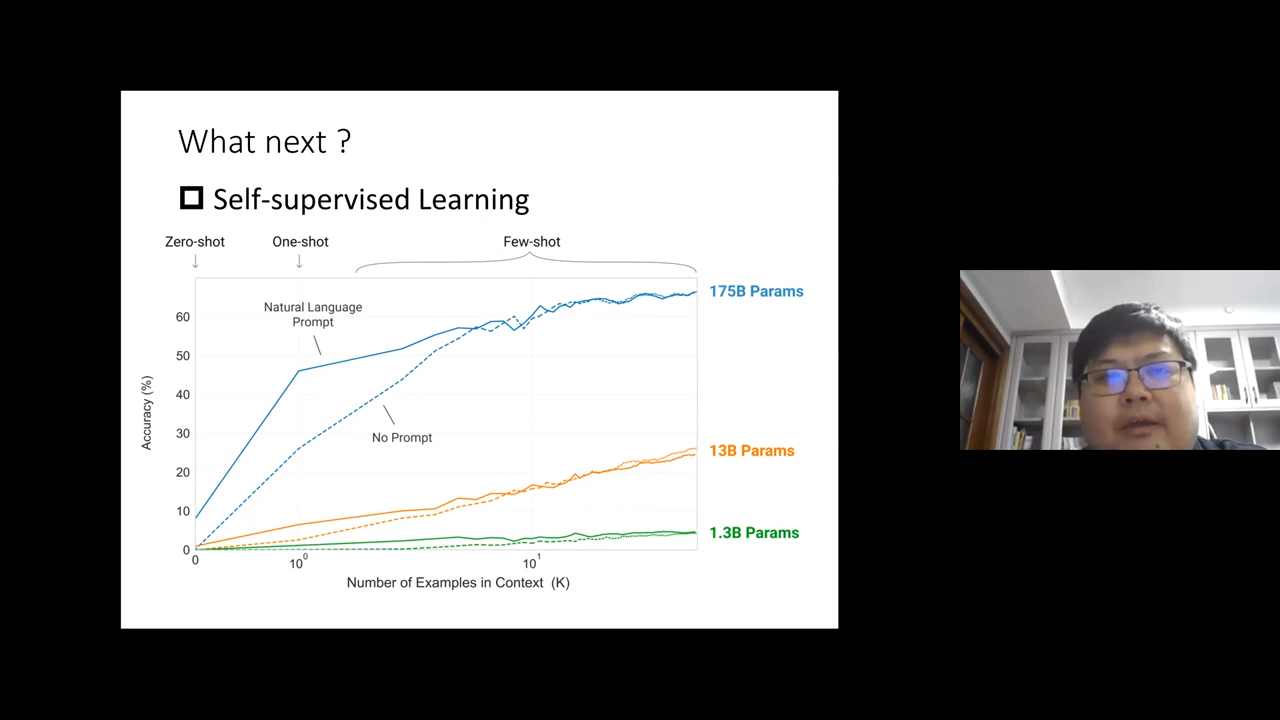 What next ?
Self-supervised Learning
Zero-shot
One-shot
Few-shot
175B Params
Natural Language
Prompt
No Prompt
13B Params
1.3B Params
Accuracy (%)
60
50
40
30
20
10
0
0
10⁰
10¹
Number of Examples in Context (K)